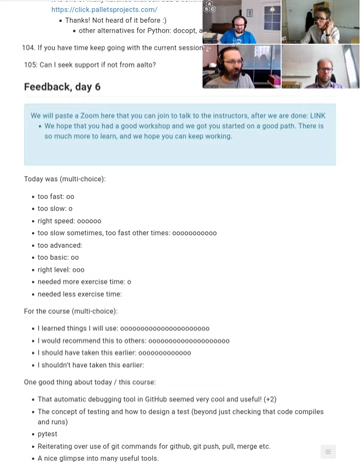 https://click.palletsprojects.com/
Thanks! Not heard of it before :)
other alternatives for Python: docopt, a
104. If you have time keep going with the current session
105: Can I seek support if not from aalto?
Feedback, day 6
We will paste a Zoom here that you can join to talk to the instructors, after we are done: LINK
We hope that you had a good workshop and we got you started on a good path. There is
so much more to learn, and we hope you can keep working.
Today was (multi-choice):
too fast: oo
too slow: o
right speed: oooooo
too slow sometimes, too fast other times: ooooooooooo
too advanced:
too basic: oo
right level: ooo
needed more exercise time: o
needed less exercise time:
For the course (multi-choice):
I learned things I will use: oooooooooooooooooooooo
I would recommend this to others: oooooooooooooooooooo
I should have taken this earlier: ooooooooooooo
I shouldn't have taken this earlier:
One good thing about today / this course:
That automatic debugging tool in GitHub seemed very cool and useful! (+2)
The concept of testing and how to design a test (beyond just checking that code compiles
and runs)
pytest
Reiterating over use of git commands for github, git push, pull, merge etc.
A nice glimpse into many useful tools.